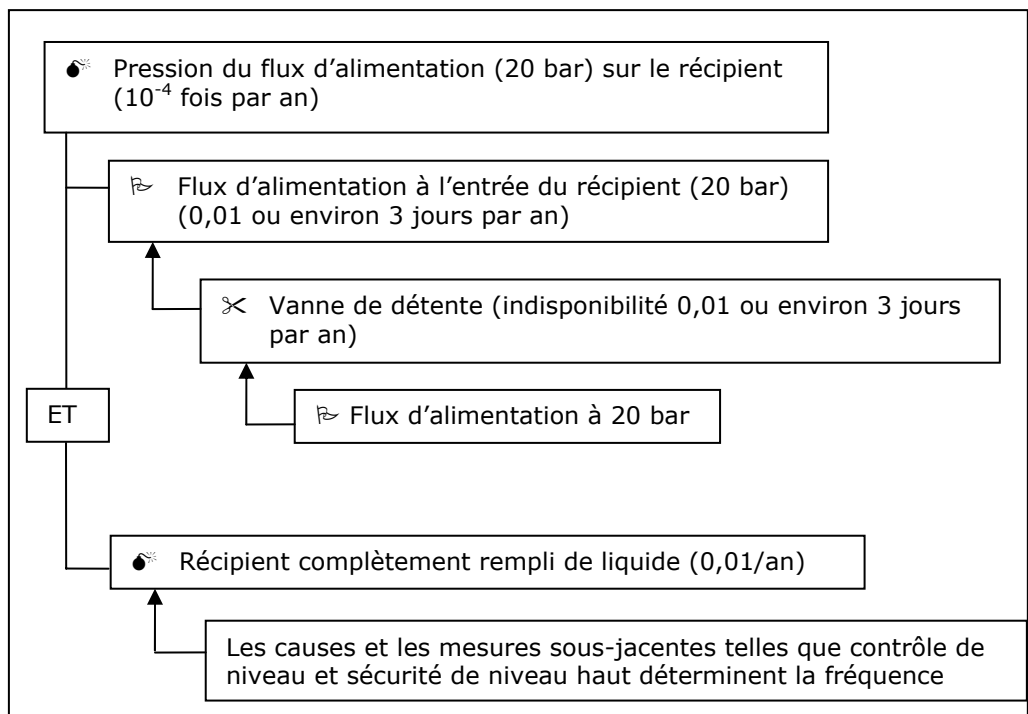 💣 Pression du flux d’alimentation (20 bar) sur le récipient
(10⁻⁴ fois par an)
Flux d’alimentation à l’entrée du récipient (20 bar)
(0,01 ou environ 3 jours par an)
Vanne de détente (indisponibilité 0,01 ou environ 3 jours
par an)
ET
Flux d’alimentation à 20 bar
💣 Récipient complètement rempli de liquide (0,01/an)
Les causes et les mesures sous-jacentes telles que contrôle de
niveau et sécurité de niveau haut déterminent la fréquence